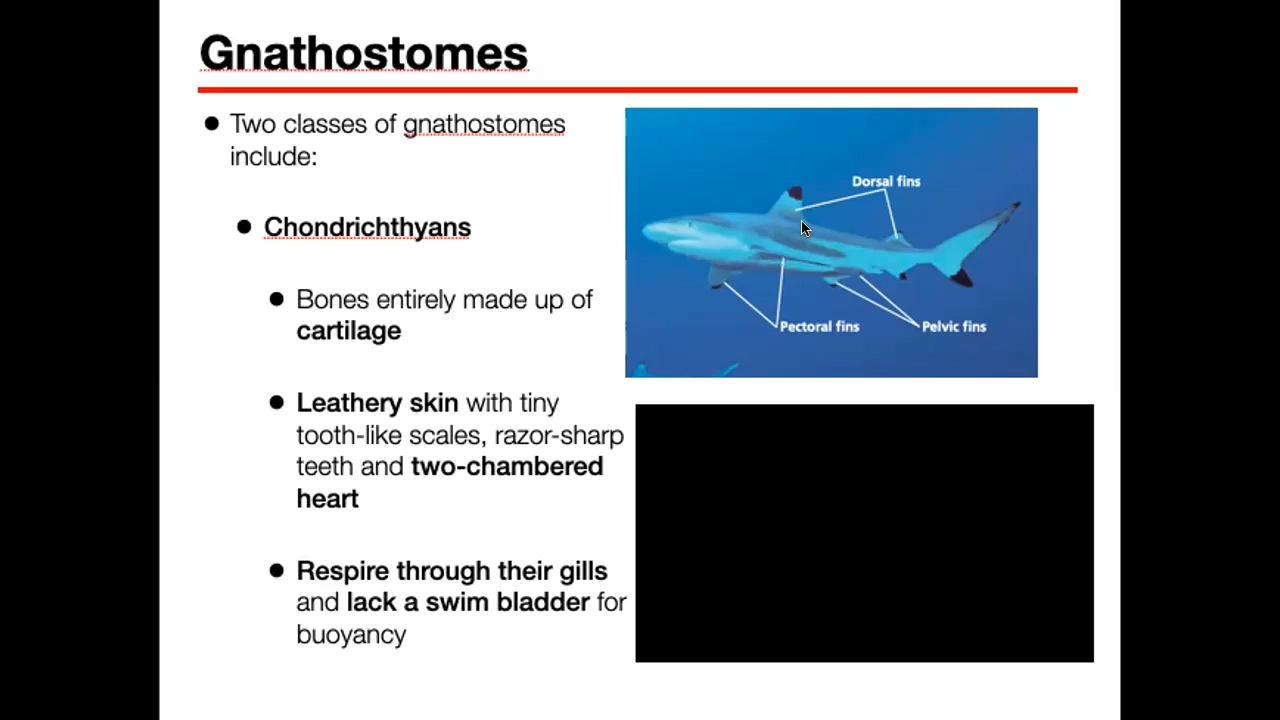 Gnathostomes
● Two classes of gnathostomes
include:
● Chondrichthyans
● Bones entirely made up of
cartilage
● Leathery skin with tiny
tooth-like scales, razor-sharp
teeth and two-chambered
heart
● Respire through their gills
and lack a swim bladder for
buoyancy
Dorsal fins
Pectoral fins
Pelvic fins